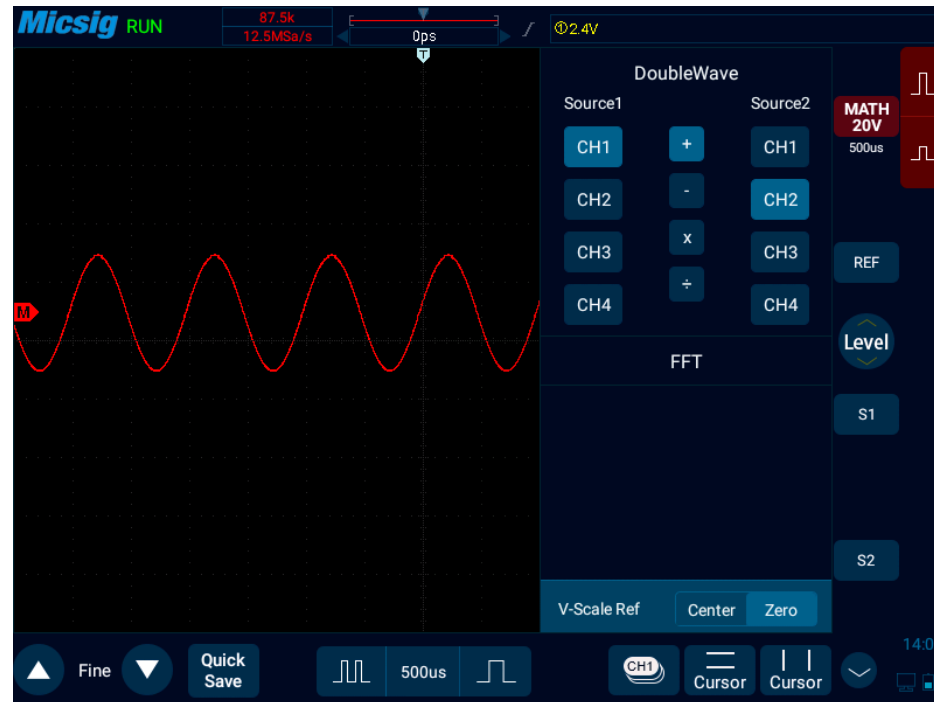 Micsig RUN
87.5k
12.5MSa/s
0ps
①2.4V
T
DoubleWave
Source1 Source2
CH1 + CH1
CH2 - CH2
CH3 x CH3
CH4 ÷ CH4
FFT
V-Scale Ref Center Zero
MATH
20V
500us
REF
Level
S1
S2
M
Fine
Quick
Save
500us
CH1
Cursor
Cursor